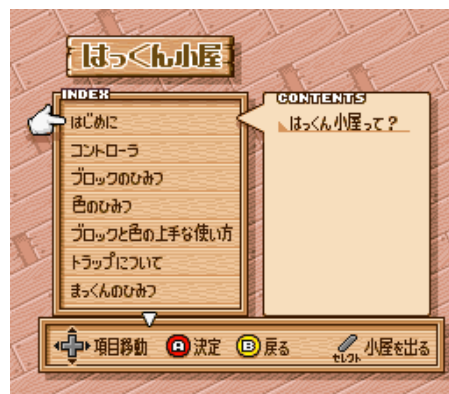 はっくん小屋
INDEX
はじめに
コントローラ
ブロックのひみつ
色のひみつ
ブロックと色の上手な使い方
トラップについて
まっくんのひみつ
CONTENTS
はっくん小屋って?
項目移動 A 決定 B 戻る セレクト 小屋を出る